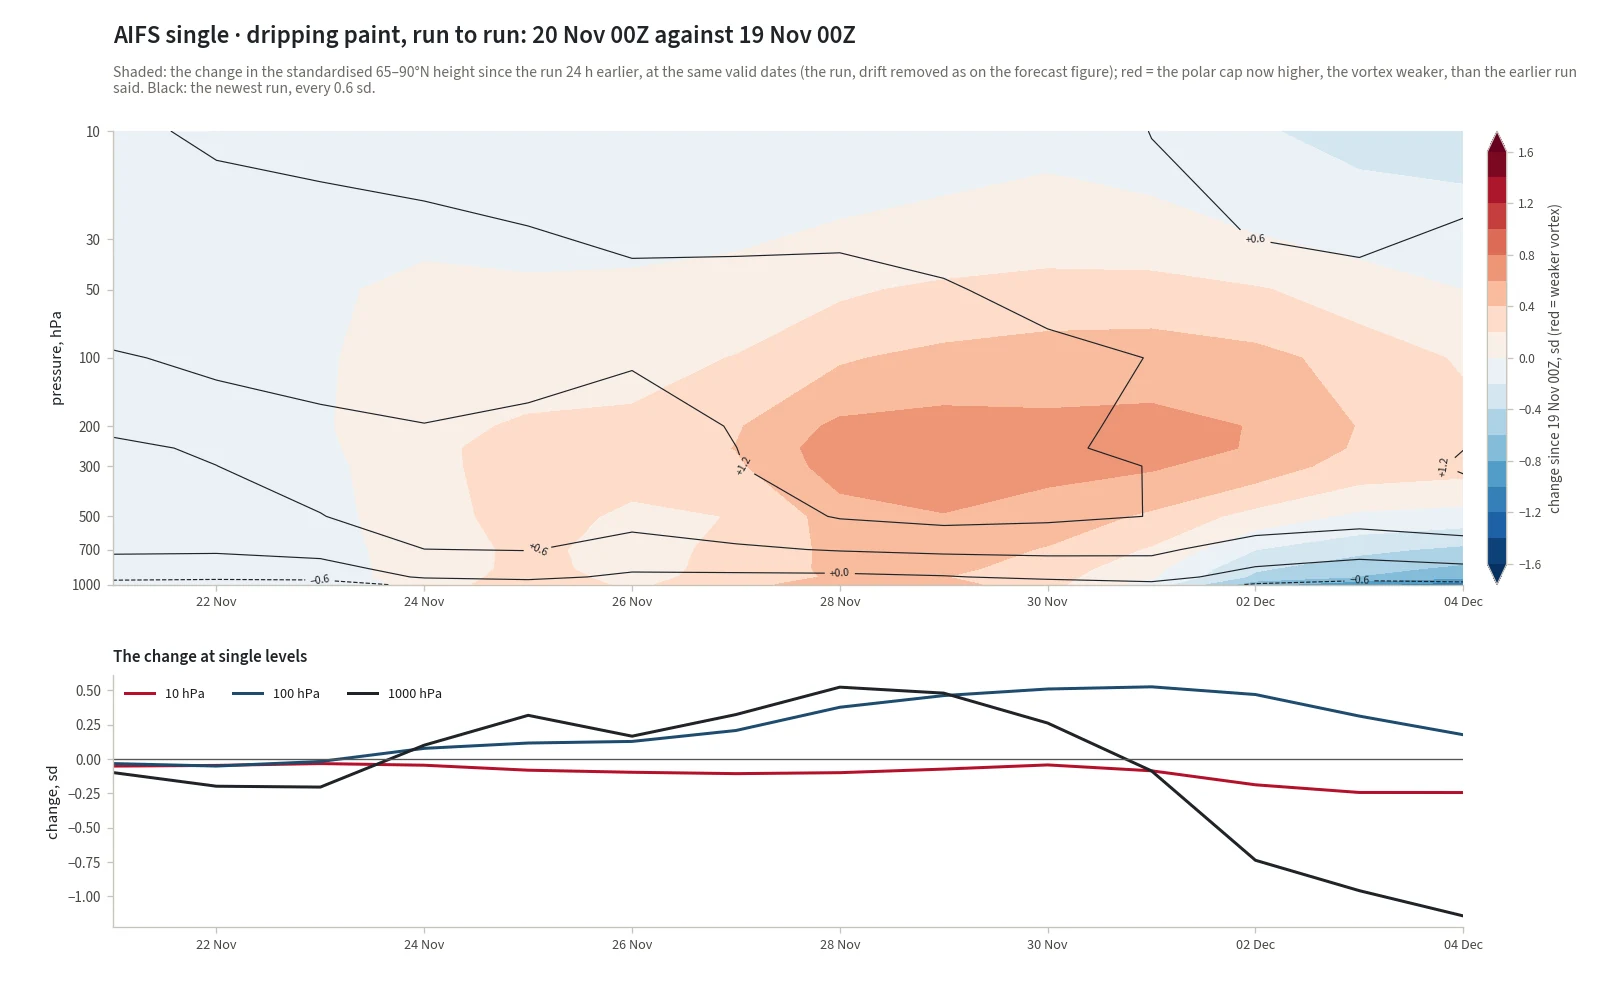 AIFS single · dripping paint, run to run: 20 Nov 00Z against 19 Nov 00Z
Shaded: the change in the standardised 65–90°N height since the run 24 h earlier, at the same valid dates (the run, drift removed as on the forecast figure); red = the polar cap now higher, the vortex weaker, than the earlier run
said. Black: the newest run, every 0.6 sd.
pressure, hPa
10
30
50
100
200
300
500
700
1000
22 Nov
24 Nov
26 Nov
28 Nov
30 Nov
02 Dec
04 Dec
+0.6
+1.2
+1.2
+0.6
+0.0
−0.6
−0.6
1.6
1.2
0.8
0.4
0.0
−0.4
−0.8
−1.2
−1.6
change since 19 Nov 00Z, sd (red = weaker vortex)
The change at single levels
10 hPa
100 hPa
1000 hPa
change, sd
0.50
0.25
0.00
−0.25
−0.50
−0.75
−1.00
22 Nov
24 Nov
26 Nov
28 Nov
30 Nov
02 Dec
04 Dec